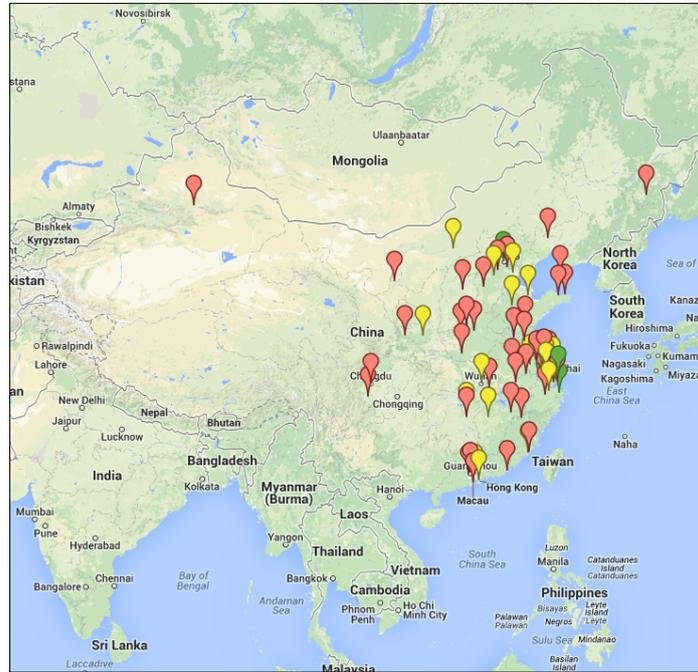 Novosibirsk
stana
Ulaanbaatar
Mongolia
Almaty
Bishkek
Kyrgyzstan
North
Korea
Sea of
kistan
South
Korea
Kanaz
Na
Hiroshima
China
Rawalpindi
Fukuoka
Kumam
Lahore
Nagasaki
Miyaz
Kagoshima
an
Chongqing
East
China Sea
New Delhi
Nepal
Jaipur
Bhutan
Lucknow
Naha
Bangladesh
Taiwan
India
Kolkata
Myanmar
(Burma)
Hanoi
Hong Kong
Macau
Mumbai
Laos
Pune
Hyderabad
Yangon
Luzon
Thailand
South
China Sea
Manila
Catanduanes
Island
Catanduanes
Bay of
Bengal
Vietnam
Bangalore
Chennai
Bangkok
Cambodia
Philippines
Andaman
Sea
Phnom
Penh
Ho Chi
Minh City
Bisayas
Leyte
Island
Leyte
Palawan
Palawan
Negros
Sri Lanka
Sulu Sea
Mindanao
Basilan
Island
Laccadive
Malaysia